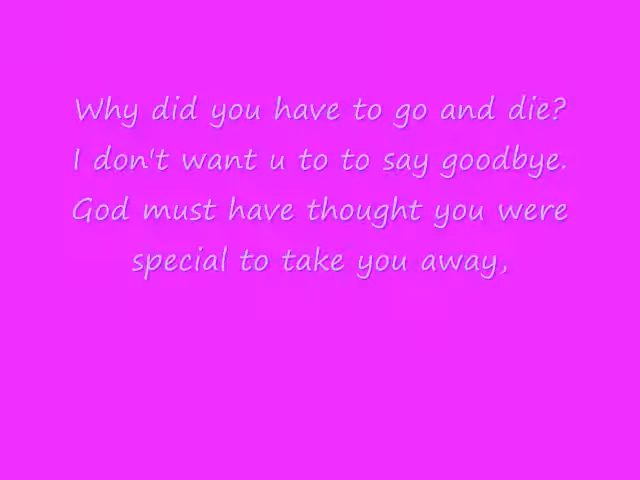 Why did you have to go and die?
I don't want u to to say goodbye.
God must have thought you were
special to take you away,